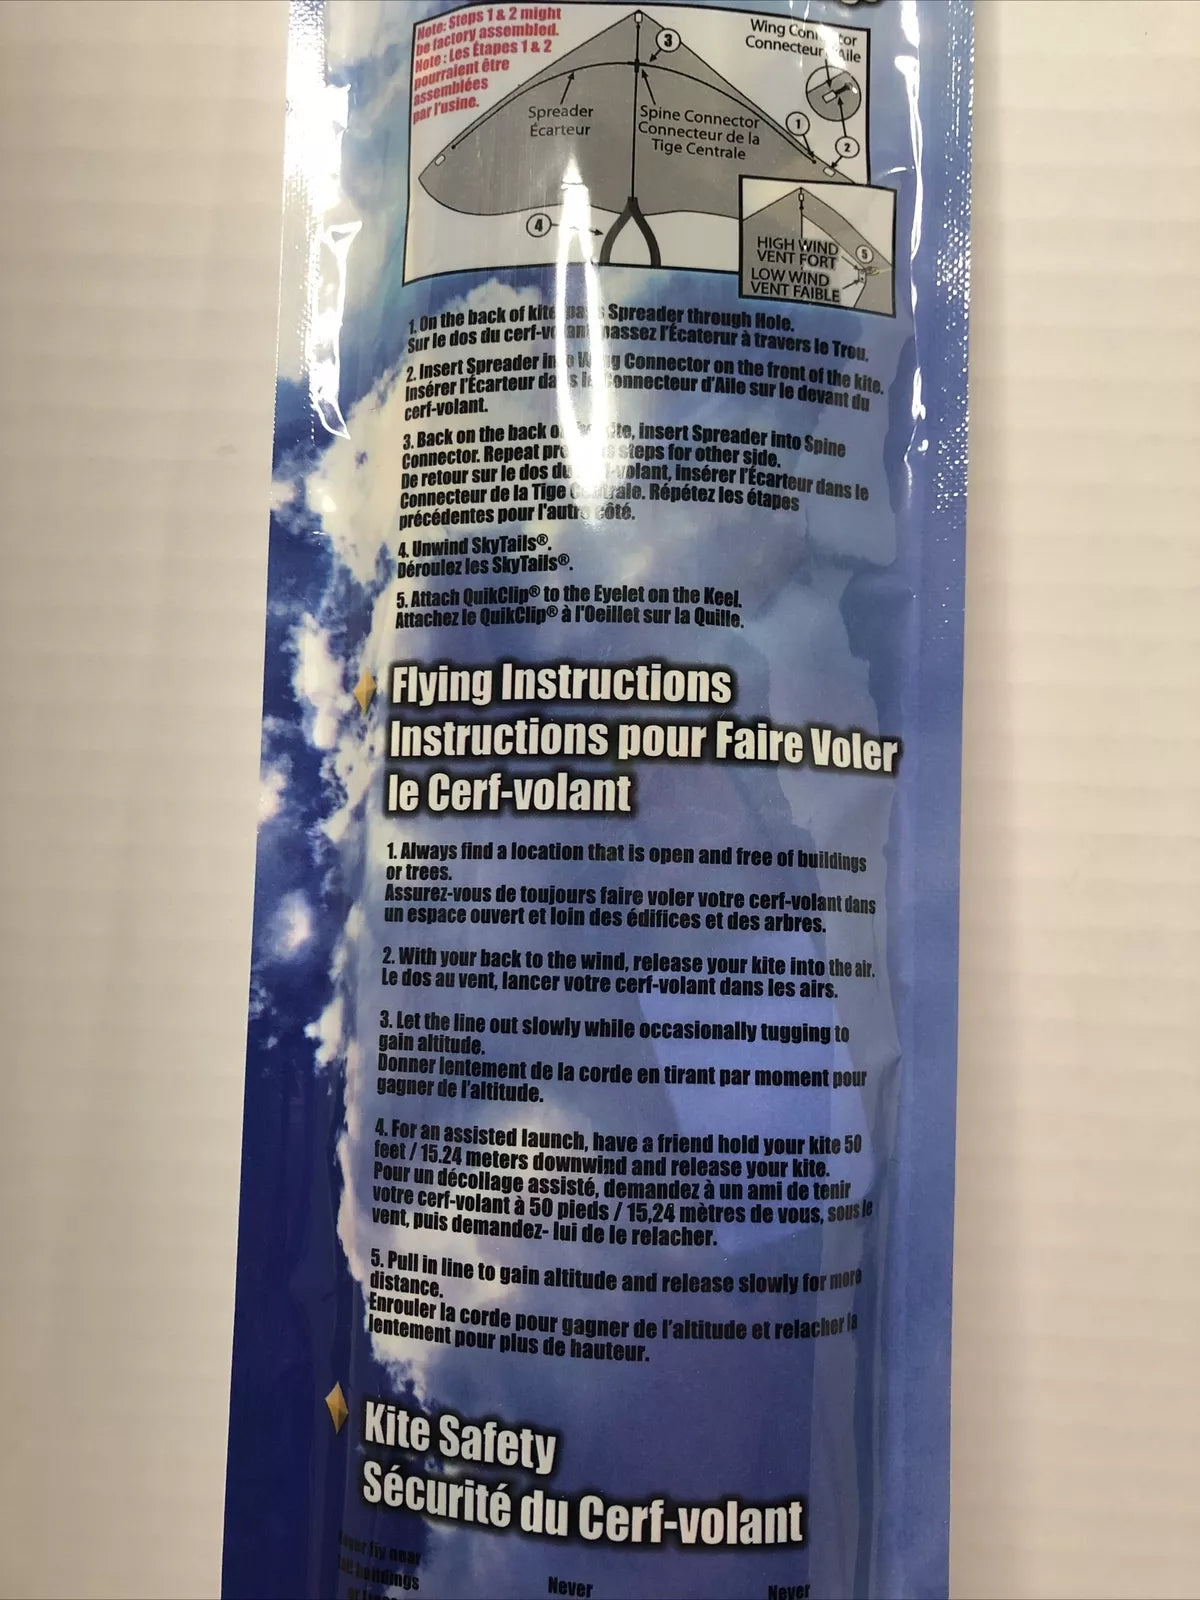 Note: Steps 1 & 2 might
be factory assembled.
Note : Les Étapes 1 & 2
pourraient être
assemblées
par l'usine.
3
Wing
Connecteur Aile
Spreader
Écarteur
Spine Connector
Connecteur de la
Tige Centrale
1
2
4
HIGH WIND
VENT FORT
5
LOW WIND
VENT FAIBLE
1. On the back of kite Spreader through Hole.
Sur le dos du cerf-volant passez l'Écaterur à travers le Trou.
2. Insert Spreader into Wing Connector on the front of the kite.
Insérer l'Écarteur dans le Connecteur d'Aile sur le devant du
cerf-volant.
3. Back on the back of kite, insert Spreader into Spine
Connector. Repeat previous steps for other side.
De retour sur le dos du cerf-volant, insérer l'Écarteur dans le
Connecteur de la Tige Centrale. Répétez les étapes
précédentes pour l'autre côté.
4. Unwind SkyTails®.
Déroulez les SkyTails®.
5. Attach QuikClip® to the Eyelet on the Keel.
Attachez le QuikClip® à l'Oeillet sur la Quille.
Flying Instructions
Instructions pour Faire Voler
le Cerf-volant
1. Always find a location that is open and free of buildings
or trees.
Assurez-vous de toujours faire voler votre cerf-volant dans
un espace ouvert et loin des édifices et des arbres.
2. With your back to the wind, release your kite into the air.
Le dos au vent, lancer votre cerf-volant dans les airs.
3. Let the line out slowly while occasionally tugging to
gain altitude.
Donner lentement de la corde en tirant par moment pour
gagner de l'altitude.
4. For an assisted launch, have a friend hold your kite 50
feet / 15.24 meters downwind and release your kite.
Pour un décollage assisté, demandez à un ami de tenir
votre cerf-volant à 50 pieds / 15,24 mètres de vous, sous le
vent, puis demandez- lui de le relacher.
5. Pull in line to gain altitude and release slowly for more
distance.
Enrouler la corde pour gagner de l'altitude et relacher la
lentement pour plus de hauteur.
Kite Safety
Sécurité du Cerf-volant
Never fly near
tall buildings
Never
Never